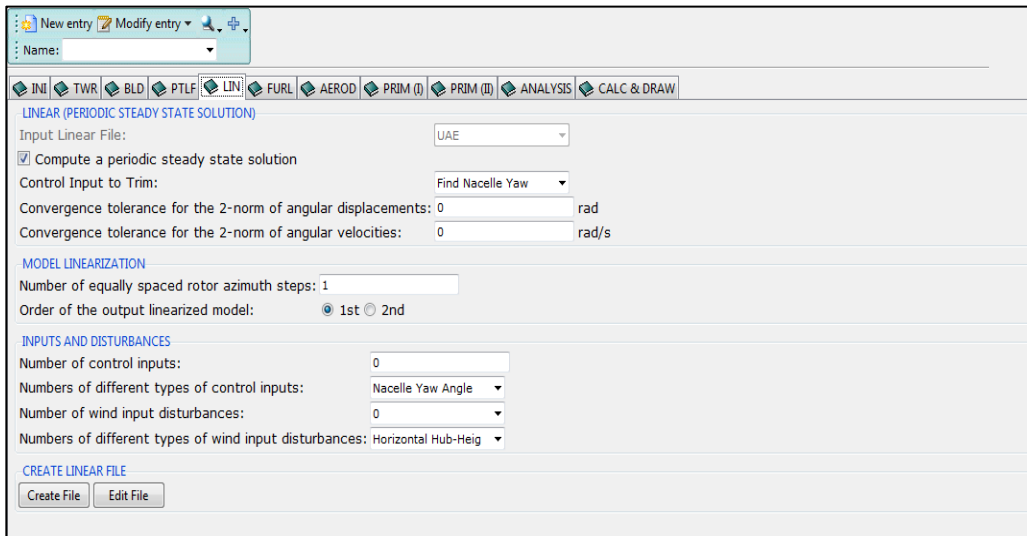 New entry Modify entry
Name:
INI TWR BLD PTLF LIN FURL AEROD PRIM (I) PRIM (II) ANALYSIS CALC & DRAW
LINEAR (PERIODIC STEADY STATE SOLUTION)
Input Linear File: UAE
Compute a periodic steady state solution
Control Input to Trim: Find Nacelle Yaw
Convergence tolerance for the 2-norm of angular displacements: 0 rad
Convergence tolerance for the 2-norm of angular velocities: 0 rad/s
MODEL LINEARIZATION
Number of equally spaced rotor azimuth steps: 1
Order of the output linearized model: 1st 2nd
INPUTS AND DISTURBANCES
Number of control inputs: 0
Numbers of different types of control inputs: Nacelle Yaw Angle
Number of wind input disturbances: 0
Numbers of different types of wind input disturbances: Horizontal Hub-Heig
CREATE LINEAR FILE
Create File Edit File